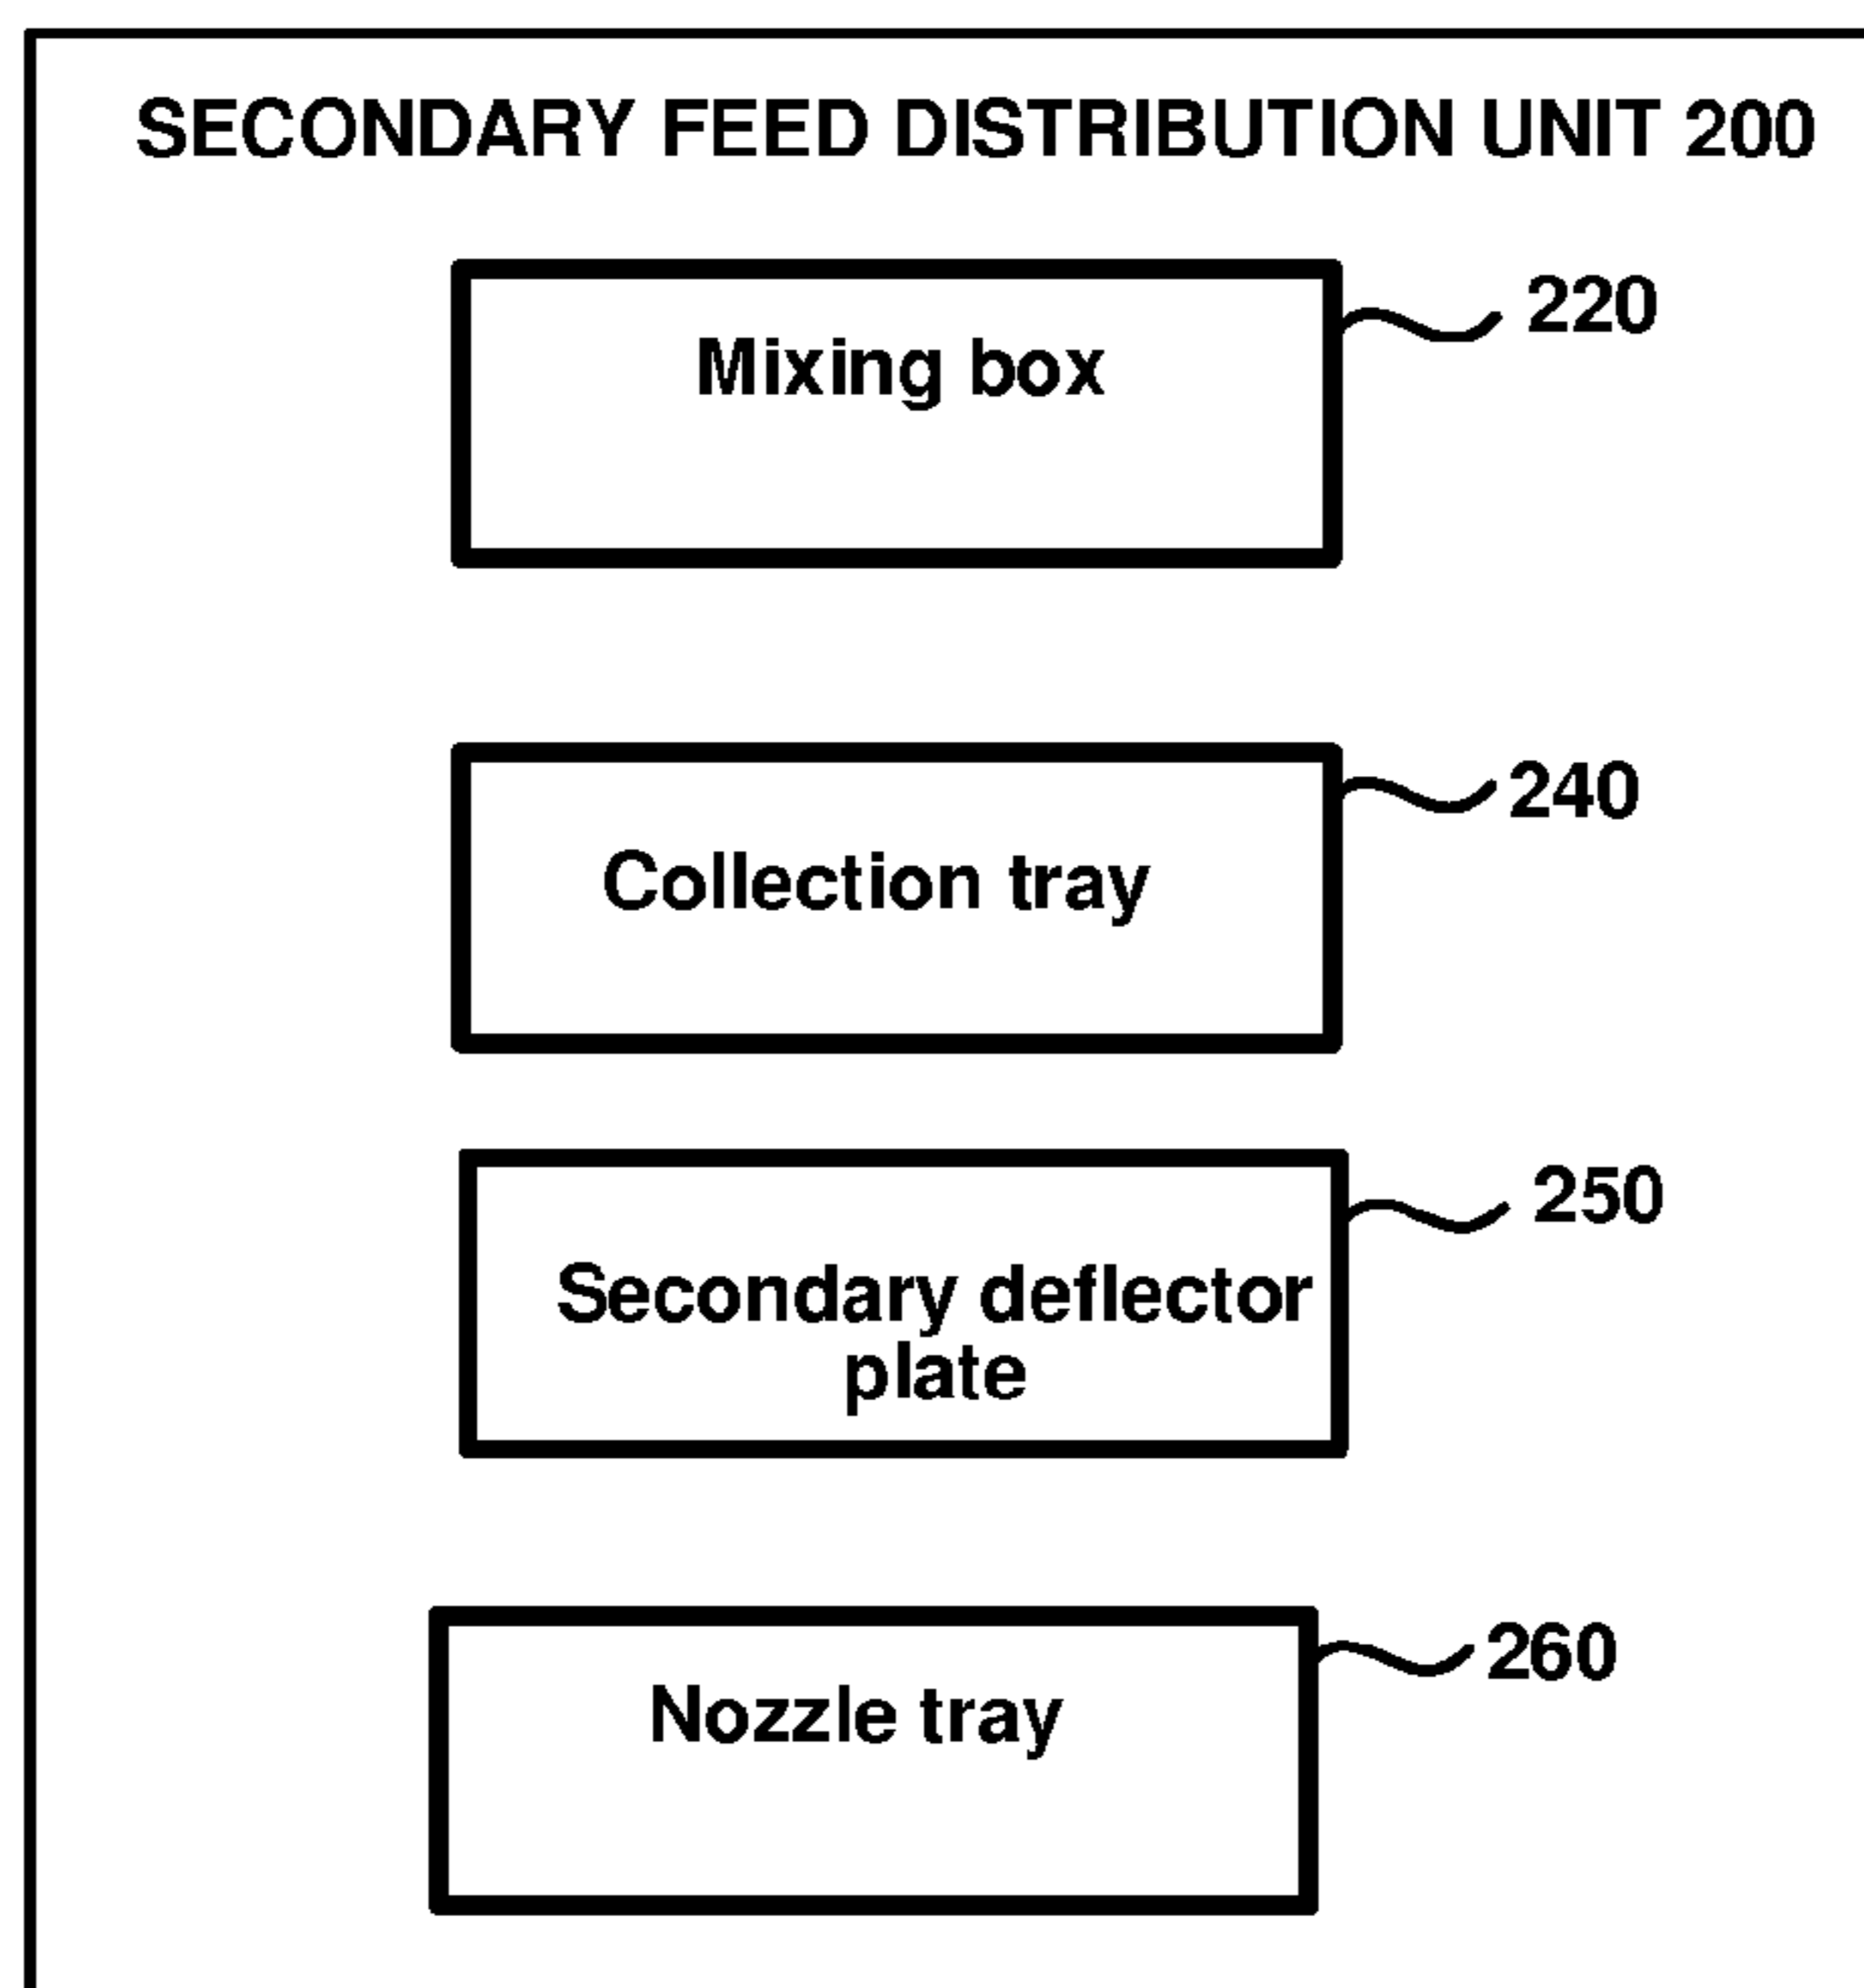 SECONDARY FEED DISTRIBUTION UNIT 200
Mixing box
220
Collection tray
240
Secondary deflector
plate
250
Nozzle tray
260